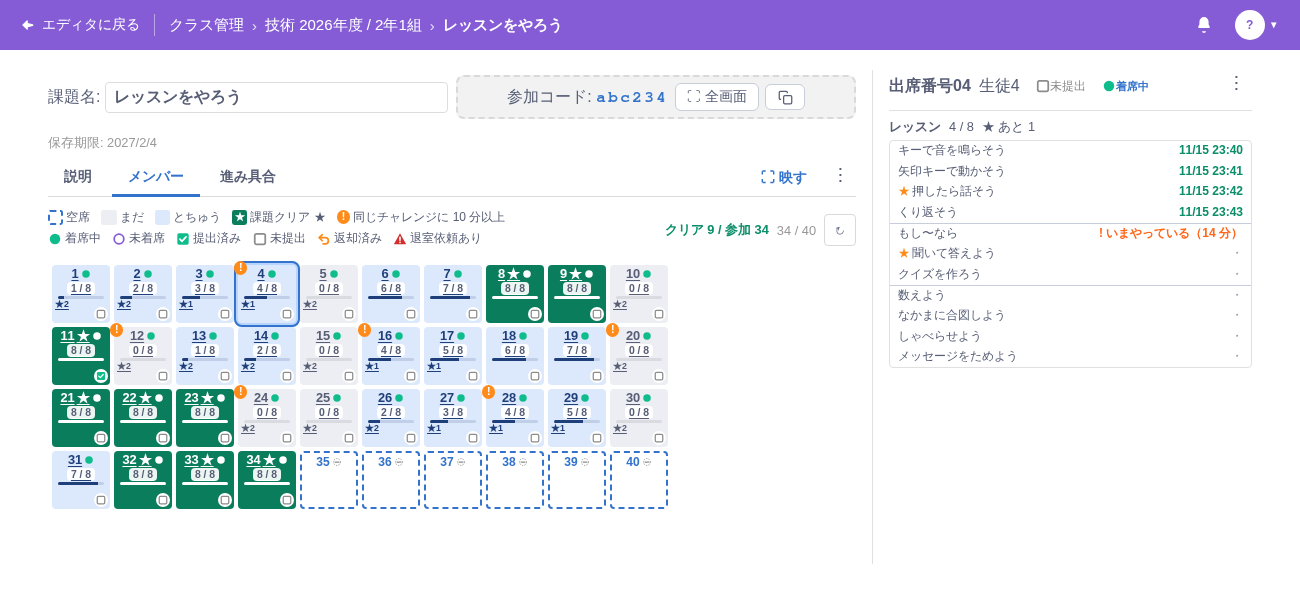 エディタに戻る クラス管理 › 技術 2026年度 / 2年1組 › レッスンをやろう ?
課題名: レッスンをやろう
参加コード: abc234 全画面
保存期限: 2027/2/4
説明 メンバー 進み具合 映す
空席 まだ とちゅう ★ 課題クリア ★ ! 同じチャレンジに 10 分以上
着席中 未着席 提出済み 未提出 返却済み 退室依頼あり
クリア 9 / 参加 34 34 / 40
1 2 3 ! 4 5 6 7 8★ 9★ 10
1 / 8 2 / 8 3 / 8 4 / 8 0 / 8 6 / 8 7 / 8 8 / 8 8 / 8 0 / 8
★2 ★2 ★1 ★1 ★2 ★2
11★ ! 12 13 14 15 ! 16 17 18 19 ! 20
8 / 8 0 / 8 1 / 8 2 / 8 0 / 8 4 / 8 5 / 8 6 / 8 7 / 8 0 / 8
★2 ★2 ★2 ★2 ★1 ★1 ★2
21★ 22★ 23★ ! 24 25 26 27 ! 28 29 30
8 / 8 8 / 8 8 / 8 0 / 8 0 / 8 2 / 8 3 / 8 4 / 8 5 / 8 0 / 8
★2 ★2 ★2 ★1 ★1 ★1 ★2
31 32★ 33★ 34★ 35 36 37 38 39 40
7 / 8 8 / 8 8 / 8 8 / 8
出席番号04 生徒4 未提出 着席中
レッスン 4 / 8 ★ あと 1
キーで音を鳴らそう 11/15 23:40
矢印キーで動かそう 11/15 23:41
★ 押したら話そう 11/15 23:42
くり返そう 11/15 23:43
もし〜なら ! いまやっている（14 分）
★ 聞いて答えよう ・
クイズを作ろう ・
数えよう ・
なかまに合図しよう ・
しゃべらせよう ・
メッセージをためよう ・